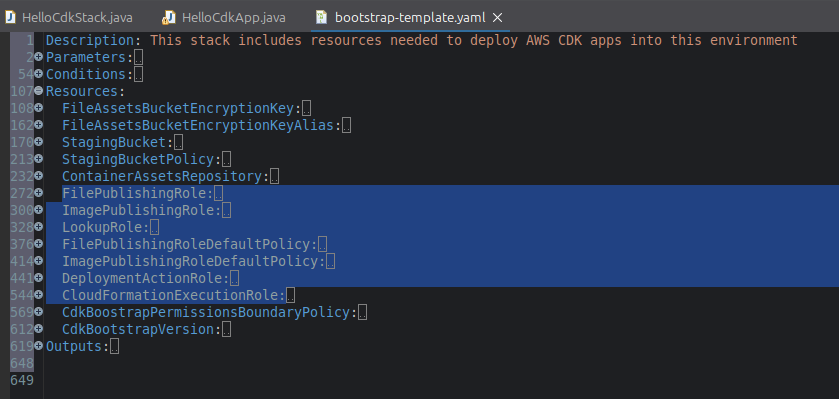 HelloCdkStack.java HelloCdkApp.java bootstrap-template.yaml
1 Description: This stack includes resources needed to deploy AWS CDK apps into this environment
2 Parameters:
54 Conditions:
107 Resources:
108 FileAssetsBucketEncryptionKey:
162 FileAssetsBucketEncryptionKeyAlias:
170 StagingBucket:
213 StagingBucketPolicy:
232 ContainerAssetsRepository:
272 FilePublishingRole:
300 ImagePublishingRole:
328 LookupRole:
376 FilePublishingRoleDefaultPolicy:
414 ImagePublishingRoleDefaultPolicy:
441 DeploymentActionRole:
544 CloudFormationExecutionRole:
569 CdkBoostrapPermissionsBoundaryPolicy:
612 CdkBootstrapVersion:
619 Outputs:
648
649